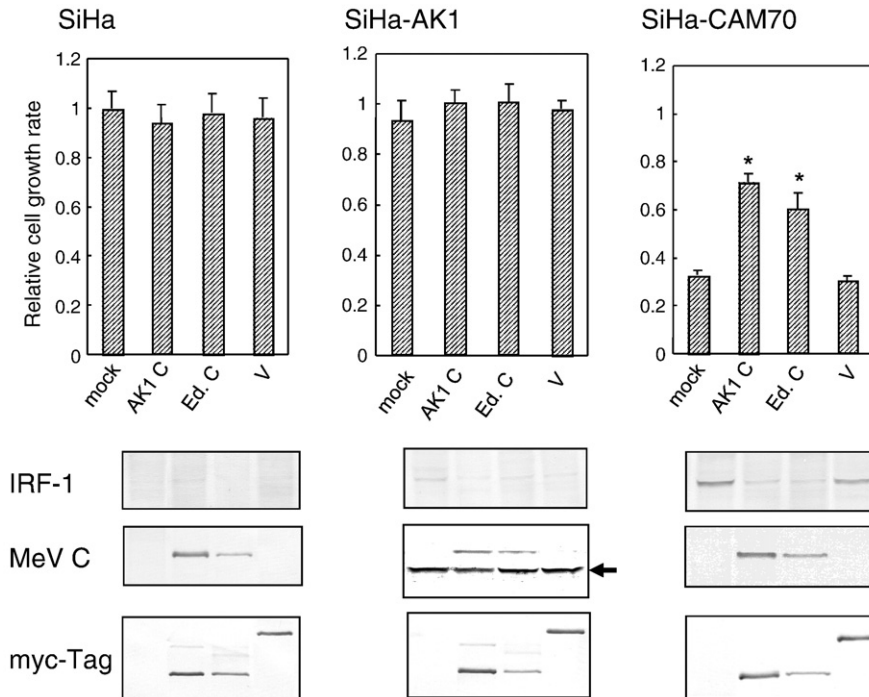 SiHa
SiHa-AK1
SiHa-CAM70
Relative cell growth rate
1.2
1
0.8
0.6
0.4
0.2
0
mock
AK1 C
Ed. C
V
1.2
1
0.8
0.6
0.4
0.2
0
mock
AK1 C
Ed. C
V
1.2
1
0.8
0.6
0.4
0.2
0
*
*
mock
AK1 C
Ed. C
V
IRF-1
MeV C
myc-Tag